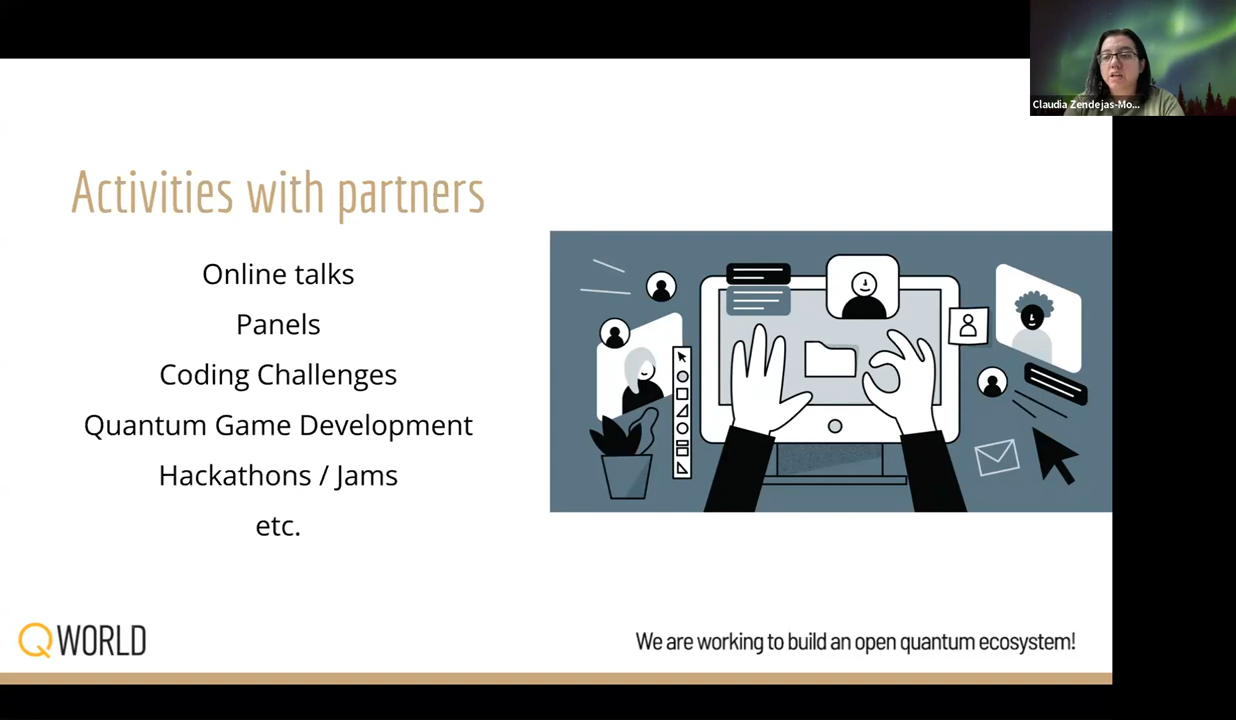 Claudia Zendejas-Mo...
Activities with partners
Online talks
Panels
Coding Challenges
Quantum Game Development
Hackathons / Jams
etc.
QWORLD
We are working to build an open quantum ecosystem!